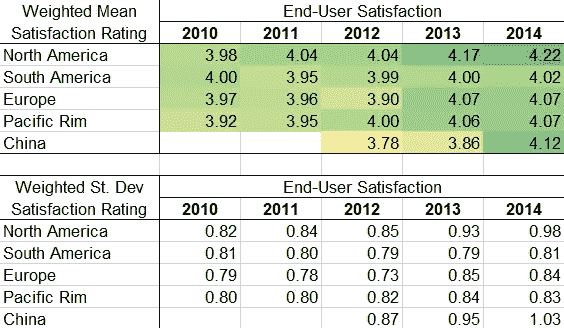 Weighted Mean End-User Satisfaction
Satisfaction Rating 2010 2011 2012 2013 2014
North America 3.98 4.04 4.04 4.17 4.22
South America 4.00 3.95 3.99 4.00 4.02
Europe 3.97 3.96 3.90 4.07 4.07
Pacific Rim 3.92 3.95 4.00 4.06 4.07
China 3.78 3.86 4.12
Weighted St. Dev End-User Satisfaction
Satisfaction Rating 2010 2011 2012 2013 2014
North America 0.82 0.84 0.85 0.93 0.98
South America 0.81 0.80 0.79 0.79 0.81
Europe 0.79 0.78 0.73 0.85 0.84
Pacific Rim 0.80 0.80 0.82 0.84 0.83
China 0.87 0.95 1.03